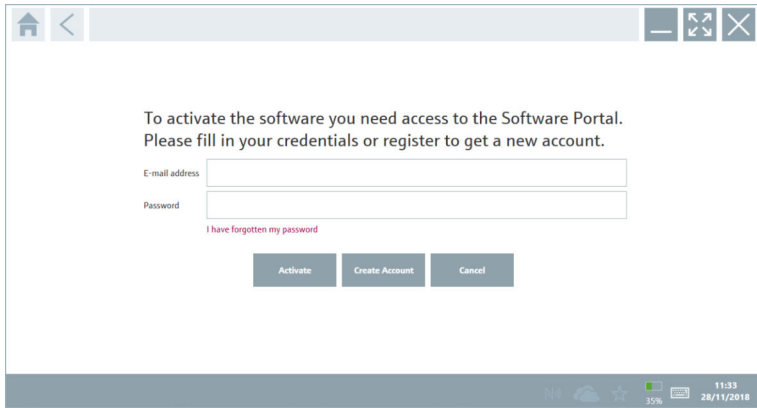 To activate the software you need access to the Software Portal.
Please fill in your credentials or register to get a new account.
E-mail address
Password
I have forgotten my password
Activate
Create Account
Cancel
35%
11:33
28/11/2018